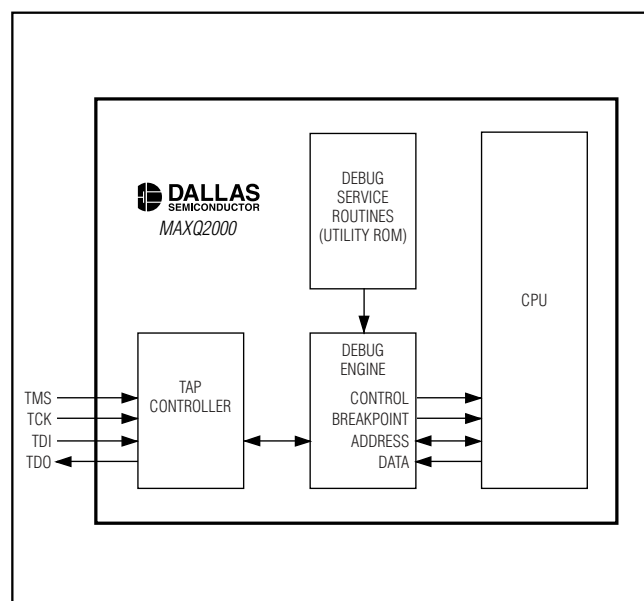 DALLAS
SEMICONDUCTOR
MAXQ2000
DEBUG
SERVICE
ROUTINES
(UTILITY ROM)
CPU
TAP
CONTROLLER
DEBUG
ENGINE
CONTROL
BREAKPOINT
ADDRESS
DATA
TMS
TCK
TDI
TDO